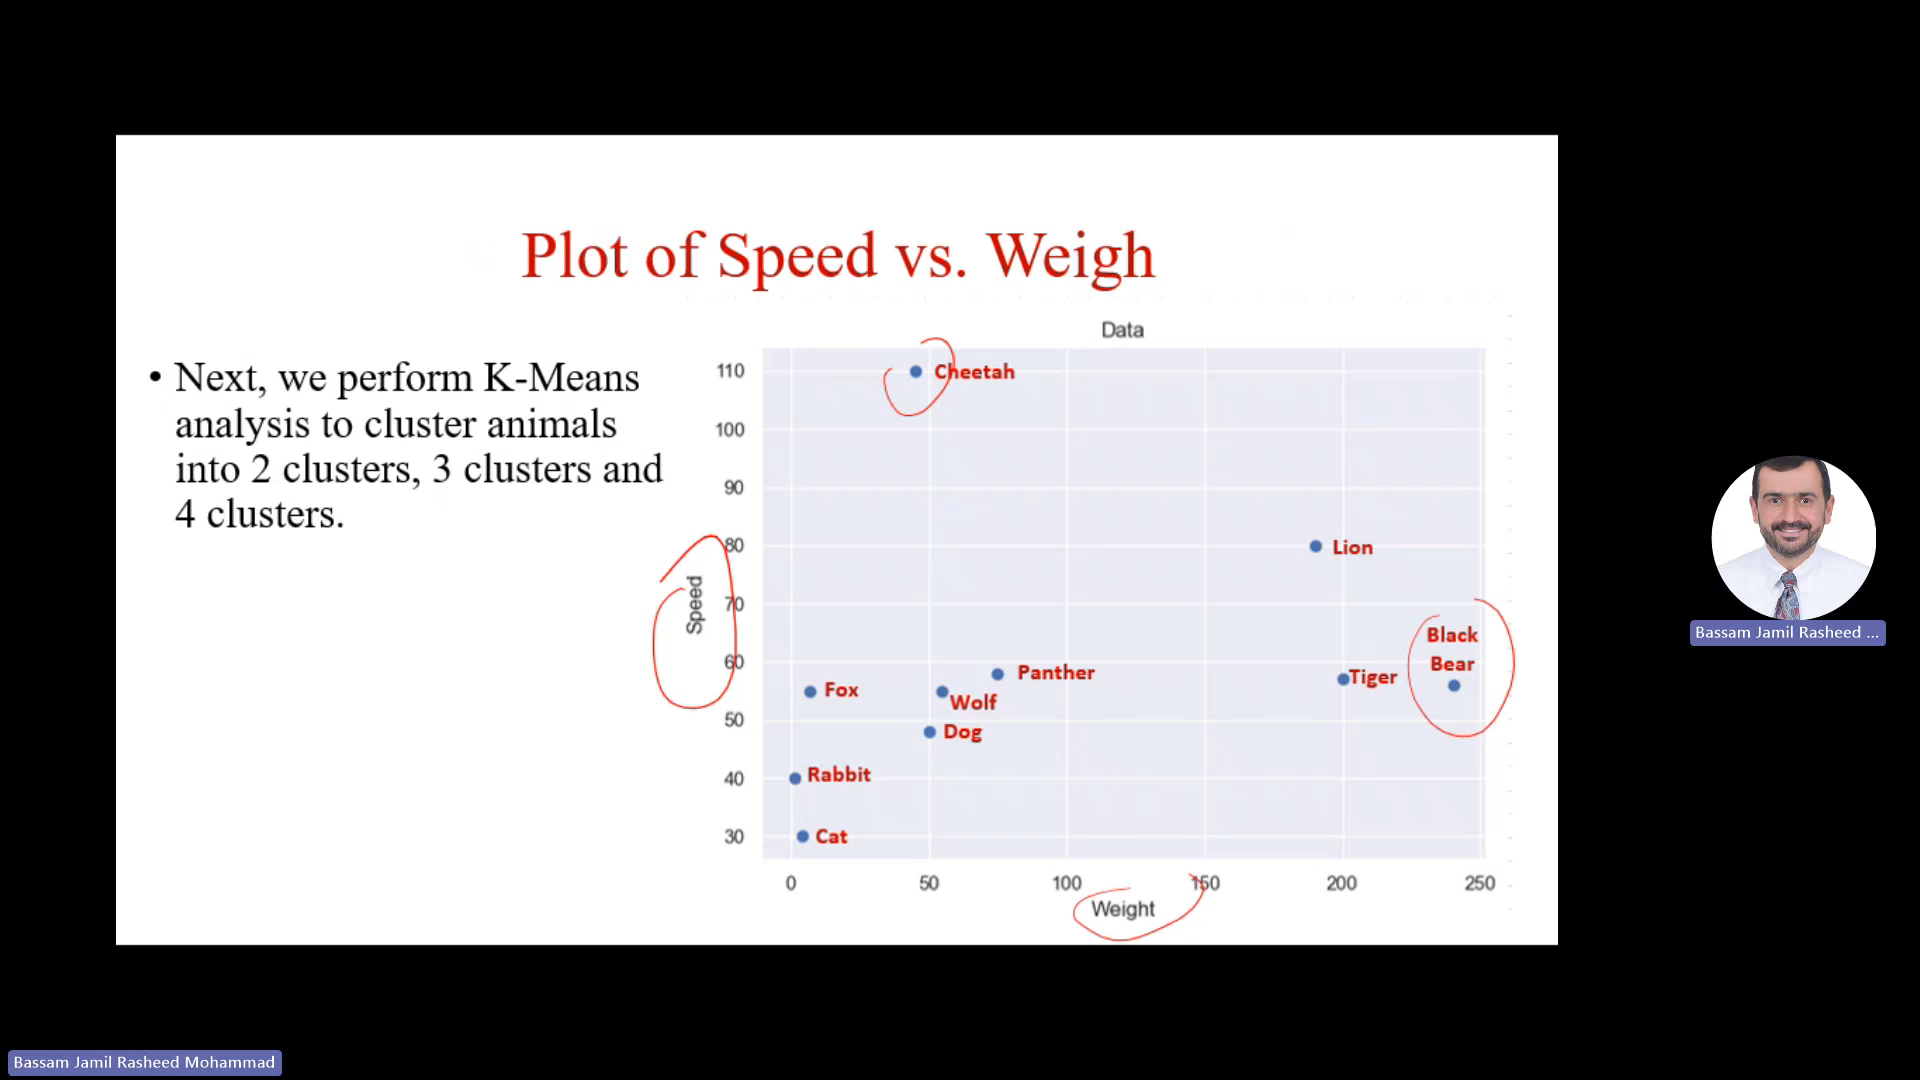 Plot of Speed vs. Weigh
• Next, we perform K-Means
analysis to cluster animals
into 2 clusters, 3 clusters and
4 clusters.
Data
110
100
90
80
70
60
50
40
30
Speed
Cheetah
Lion
Black
Bear
Panther
Tiger
Fox
Wolf
Dog
Rabbit
Cat
0 50 100 150 200 250
Weight
Bassam Jamil Rasheed ...
Bassam Jamil Rasheed Mohammad